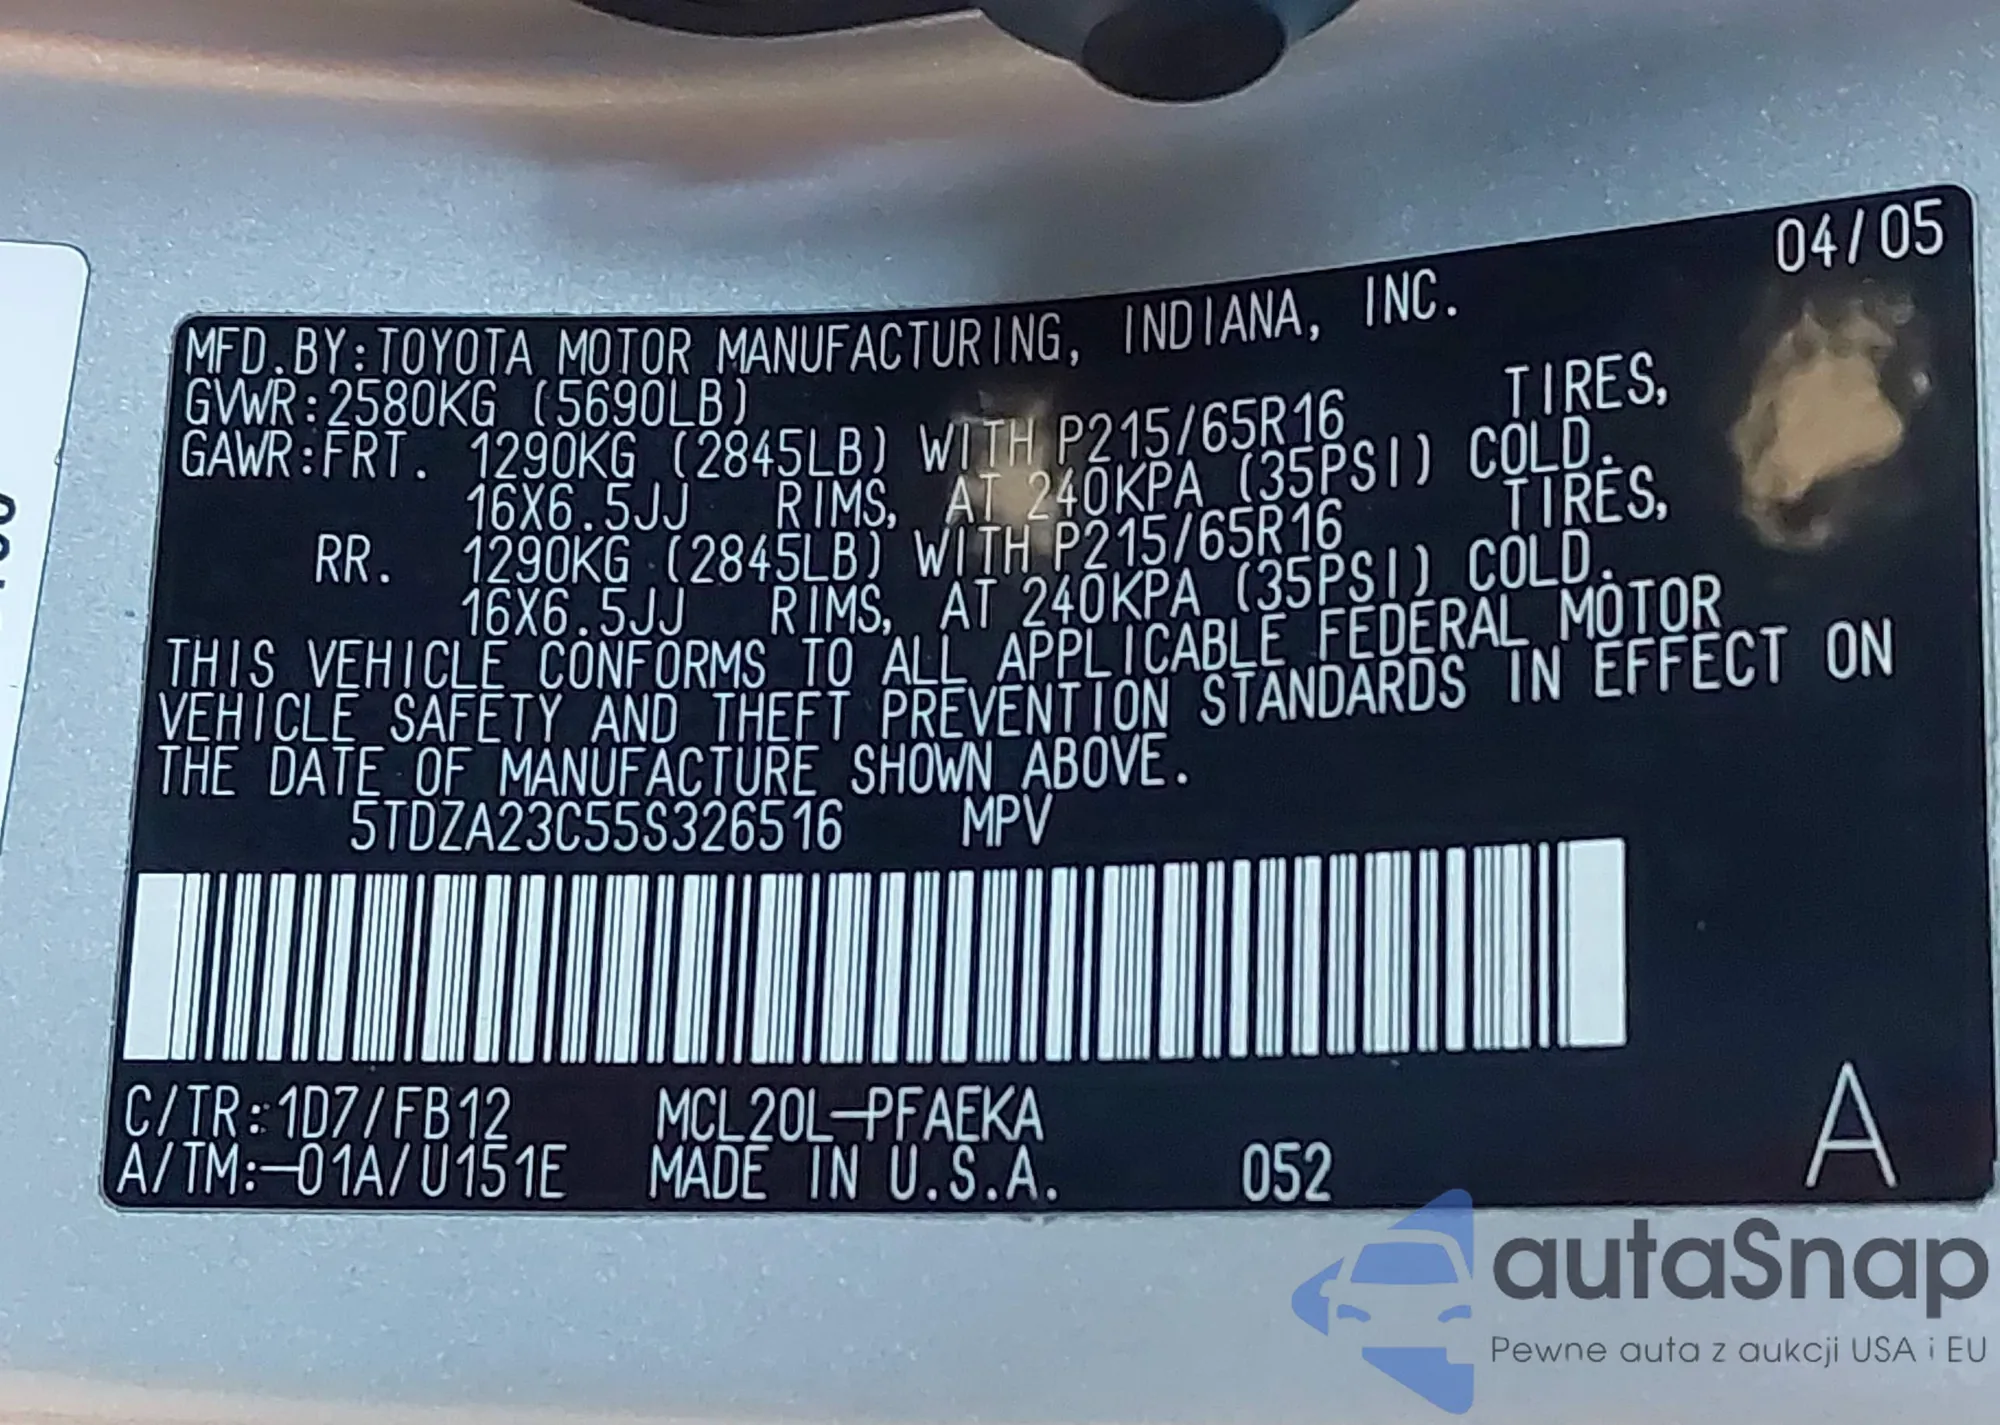 04/05
MFD.BY:TOYOTA MOTOR MANUFACTURING, INDIANA, INC.
GVWR:2580KG (5690LB)
GAWR:FRT. 1290KG (2845LB) WITH P215/65R16 TIRES,
16X6.5JJ RIMS, AT 240KPA (35PSI) COLD.
RR. 1290KG (2845LB) WITH P215/65R16 TIRES,
16X6.5JJ RIMS, AT 240KPA (35PSI) COLD.
THIS VEHICLE CONFORMS TO ALL APPLICABLE FEDERAL MOTOR
VEHICLE SAFETY AND THEFT PREVENTION STANDARDS IN EFFECT ON
THE DATE OF MANUFACTURE SHOWN ABOVE.
5TDZA23C55S326516 MPV
C/TR:1D7/FB12 MCL20L-PFAEKA
A/TM:-01A/U151E MADE IN U.S.A. 052 A
autaSnap
Pewne auta z aukcji USA i EU